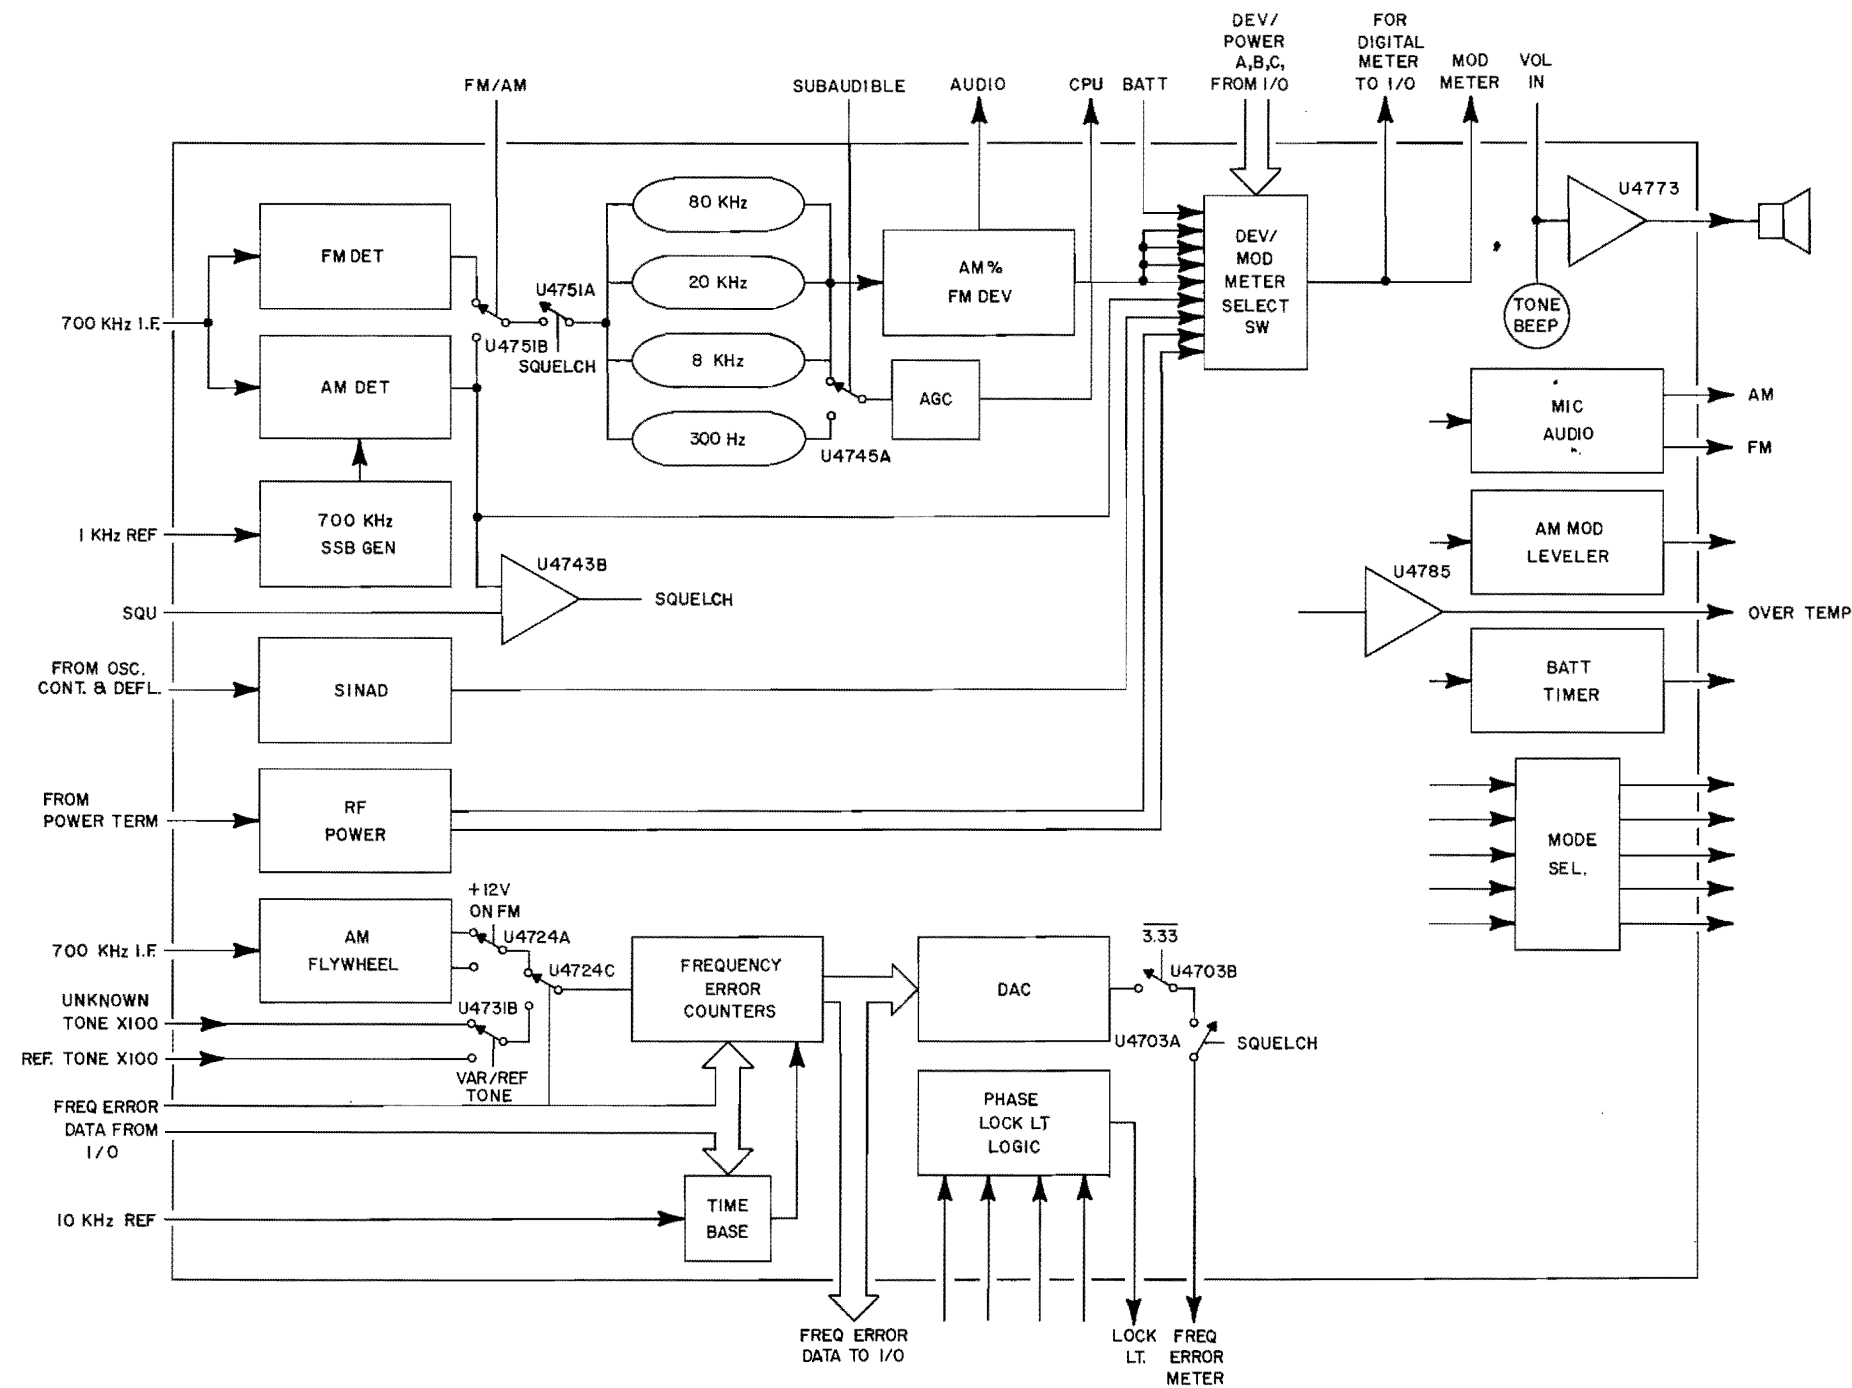 DEV/
POWER
A,B,C,
FROM I/O
FOR
DIGITAL
METER
TO I/O
MOD
METER
VOL
IN
FM/AM
SUBAUDIBLE
AUDIO
CPU
BATT
U4773
80 KHz
FM DET
20 KHz
AM%
FM DEV
DEV/
MOD
METER
SELECT
SW
TONE
BEEP
U4751A
700 KHz I.F.
U4751B
SQUELCH
8 KHz
AM DET
AGC
300 Hz
U4745A
MIC
AUDIO
AM
FM
1 KHz REF
700 KHz
SSB GEN
AM MOD
LEVELER
U4743B
SQUELCH
SQU
U4785
OVER TEMP
FROM OSC.
CONT. & DEFL.
SINAD
BATT
TIMER
FROM
POWER TERM
RF
POWER
MODE
SEL.
+12V
ON FM
U4724A
700 KHz I.F.
AM
FLYWHEEL
U4724C
FREQUENCY
ERROR
COUNTERS
DAC
3.33
U4703B
UNKNOWN
TONE X100
U4731B
REF. TONE X100
VAR/REF
TONE
U4703A
SQUELCH
FREQ ERROR
DATA FROM
I/O
PHASE
LOCK LT
LOGIC
10 KHz REF
TIME
BASE
FREQ ERROR
DATA TO I/O
LOCK
LT.
FREQ
ERROR
METER